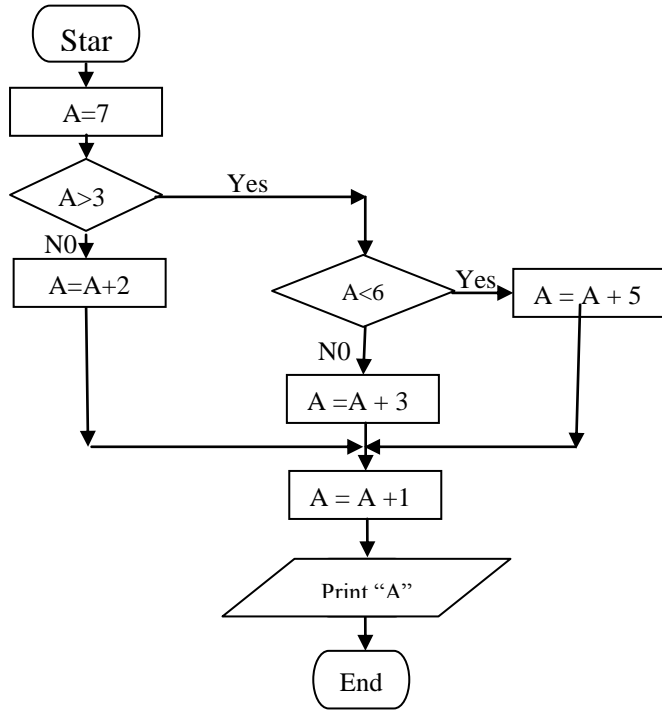 Star
A=7
A>3
Yes
N0
A=A+2
A<6
Yes
A = A + 5
N0
A =A + 3
A = A +1
Print “A”
End